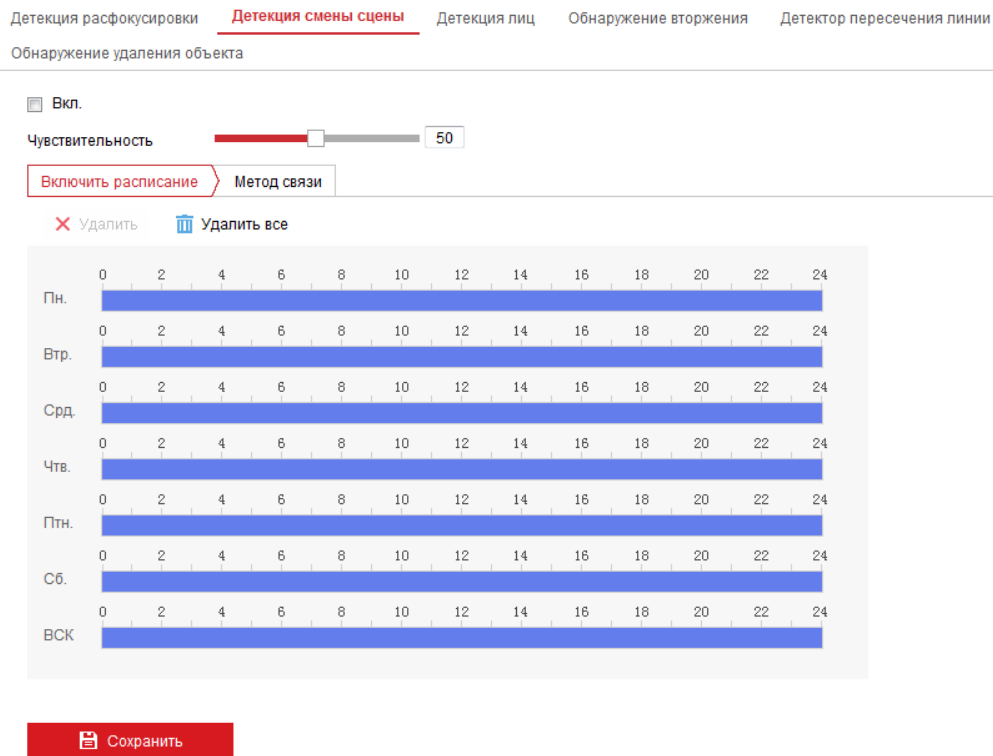 Детекция расфокусировки Детекция смены сцены Детекция лиц Обнаружение вторжения Детектор пересечения линии
Обнаружение удаления объекта
Вкл.
Чувствительность 50
Включить расписание Метод связи
Удалить Удалить все
0 2 4 6 8 10 12 14 16 18 20 22 24
Пн.
0 2 4 6 8 10 12 14 16 18 20 22 24
Втр.
0 2 4 6 8 10 12 14 16 18 20 22 24
Срд.
0 2 4 6 8 10 12 14 16 18 20 22 24
Чтв.
0 2 4 6 8 10 12 14 16 18 20 22 24
Птн.
0 2 4 6 8 10 12 14 16 18 20 22 24
Сб.
0 2 4 6 8 10 12 14 16 18 20 22 24
ВСК
Сохранить